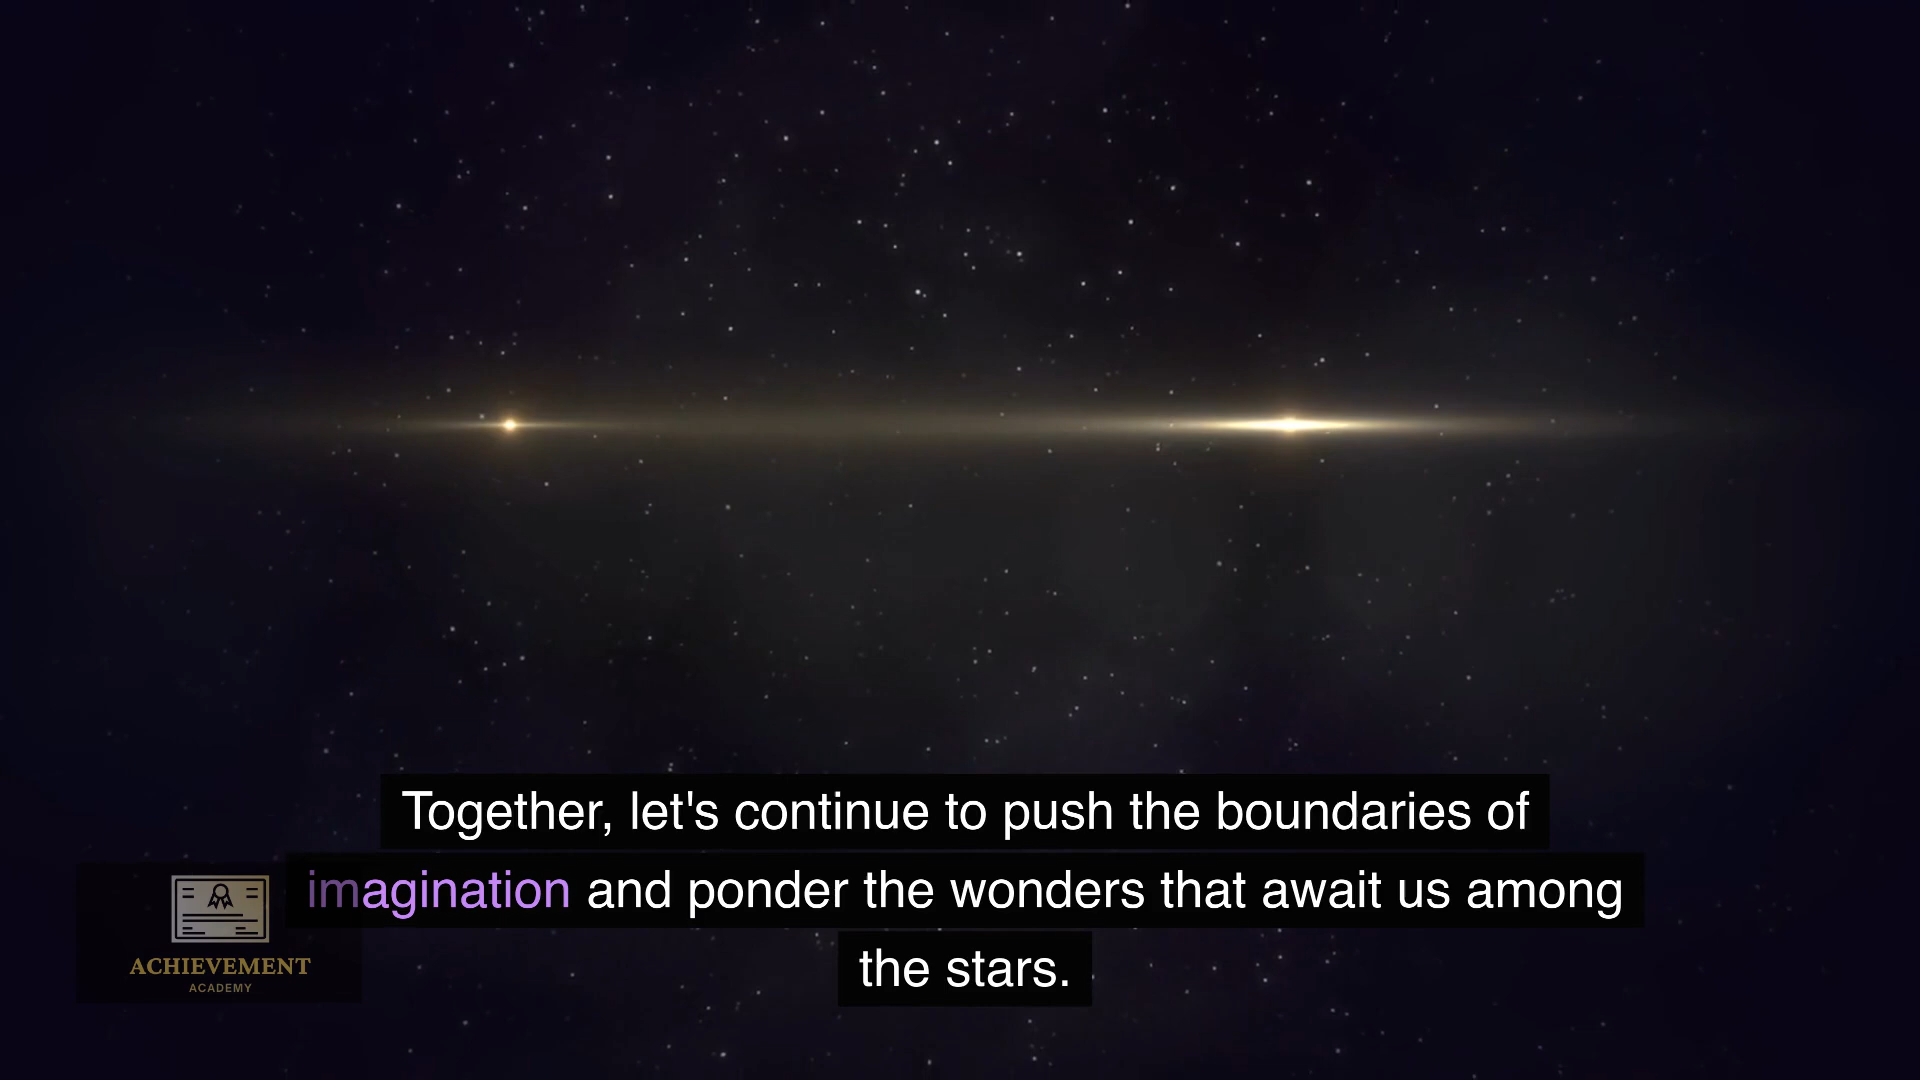 Together, let's continue to push the boundaries of
imagination and ponder the wonders that await us among
the stars.
ACHIEVEMENT
ACADEMY